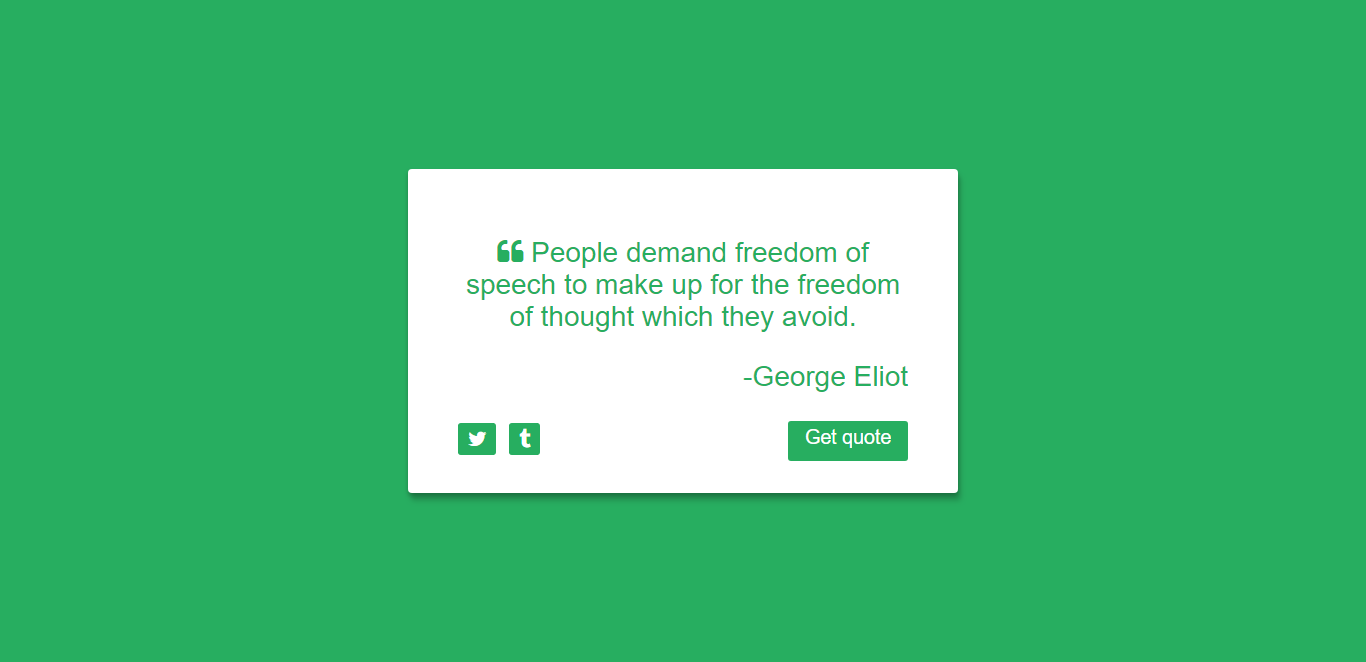 ❝ People demand freedom of
speech to make up for the freedom
of thought which they avoid.
-George Eliot
t
Get quote